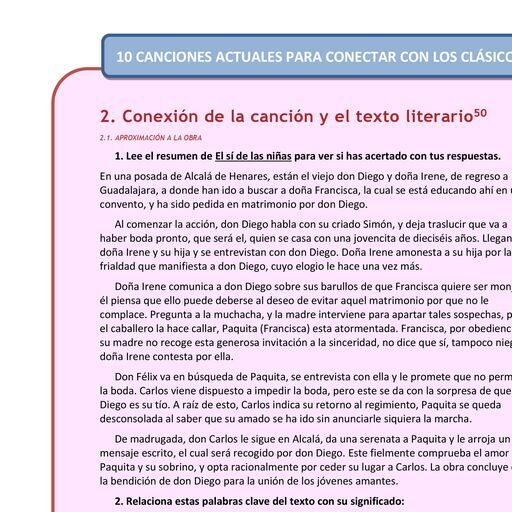 10 CANCIONES ACTUALES PARA CONECTAR CON LOS CLÁSICO
2. Conexión de la canción y el texto literario50
2.1. APROXIMACIÓN A LA OBRA
1. Lee el resumen de El sí de las niñas para ver si has acertado con tus respuestas.
En una posada de Alcalá de Henares, están el viejo don Diego y doña Irene, de regreso a
Guadalajara, a donde han ido a buscar a doña Francisca, la cual se está educando ahí en
convento, y ha sido pedida en matrimonio por don Diego.
Al comenzar la acción, don Diego habla con su criado Simón, y deja traslucir que va a
haber boda pronto, que será el, quien se casa con una jovencita de dieciséis años. Llegan
doña Irene y su hija y se entrevistan con don Diego. Doña Irene amonesta a su hija por la
frialdad que manifiesta a don Diego, cuyo elogio le hace una vez más.
Doña Irene comunica a don Diego sobre sus barullos de que Francisca quiere ser mon
él piensa que ello puede deberse al deseo de evitar aquel matrimonio por que no le
complace. Pregunta a la muchacha, y la madre interviene para apartar tales sospechas, p
el caballero la hace callar, Paquita (Francisca) esta atormentada. Francisca, por obedienc
su madre no recoge esta generosa invitación a la sinceridad, no dice que sí, tampoco nie
doña Irene contesta por ella.
Don Félix va en búsqueda de Paquita, se entrevista con ella y le promete que no perm
la boda. Carlos viene dispuesto a impedir la boda, pero este se da con la sorpresa de que
Diego es su tío. A raíz de esto, Carlos indica su retorno al regimiento, Paquita se queda
desconsolada al saber que su amado se ha ido sin anunciarle siquiera la marcha.
De madrugada, don Carlos le sigue en Alcalá, da una serenata a Paquita y le arroja un
mensaje escrito, el cual será recogido por don Diego. Este fielmente comprueba el amor
Paquita y su sobrino, y opta racionalmente por ceder su lugar a Carlos. La obra concluye
la bendición de don Diego para la unión de los jóvenes amantes.
2. Relaciona estas palabras clave del texto con su significado: